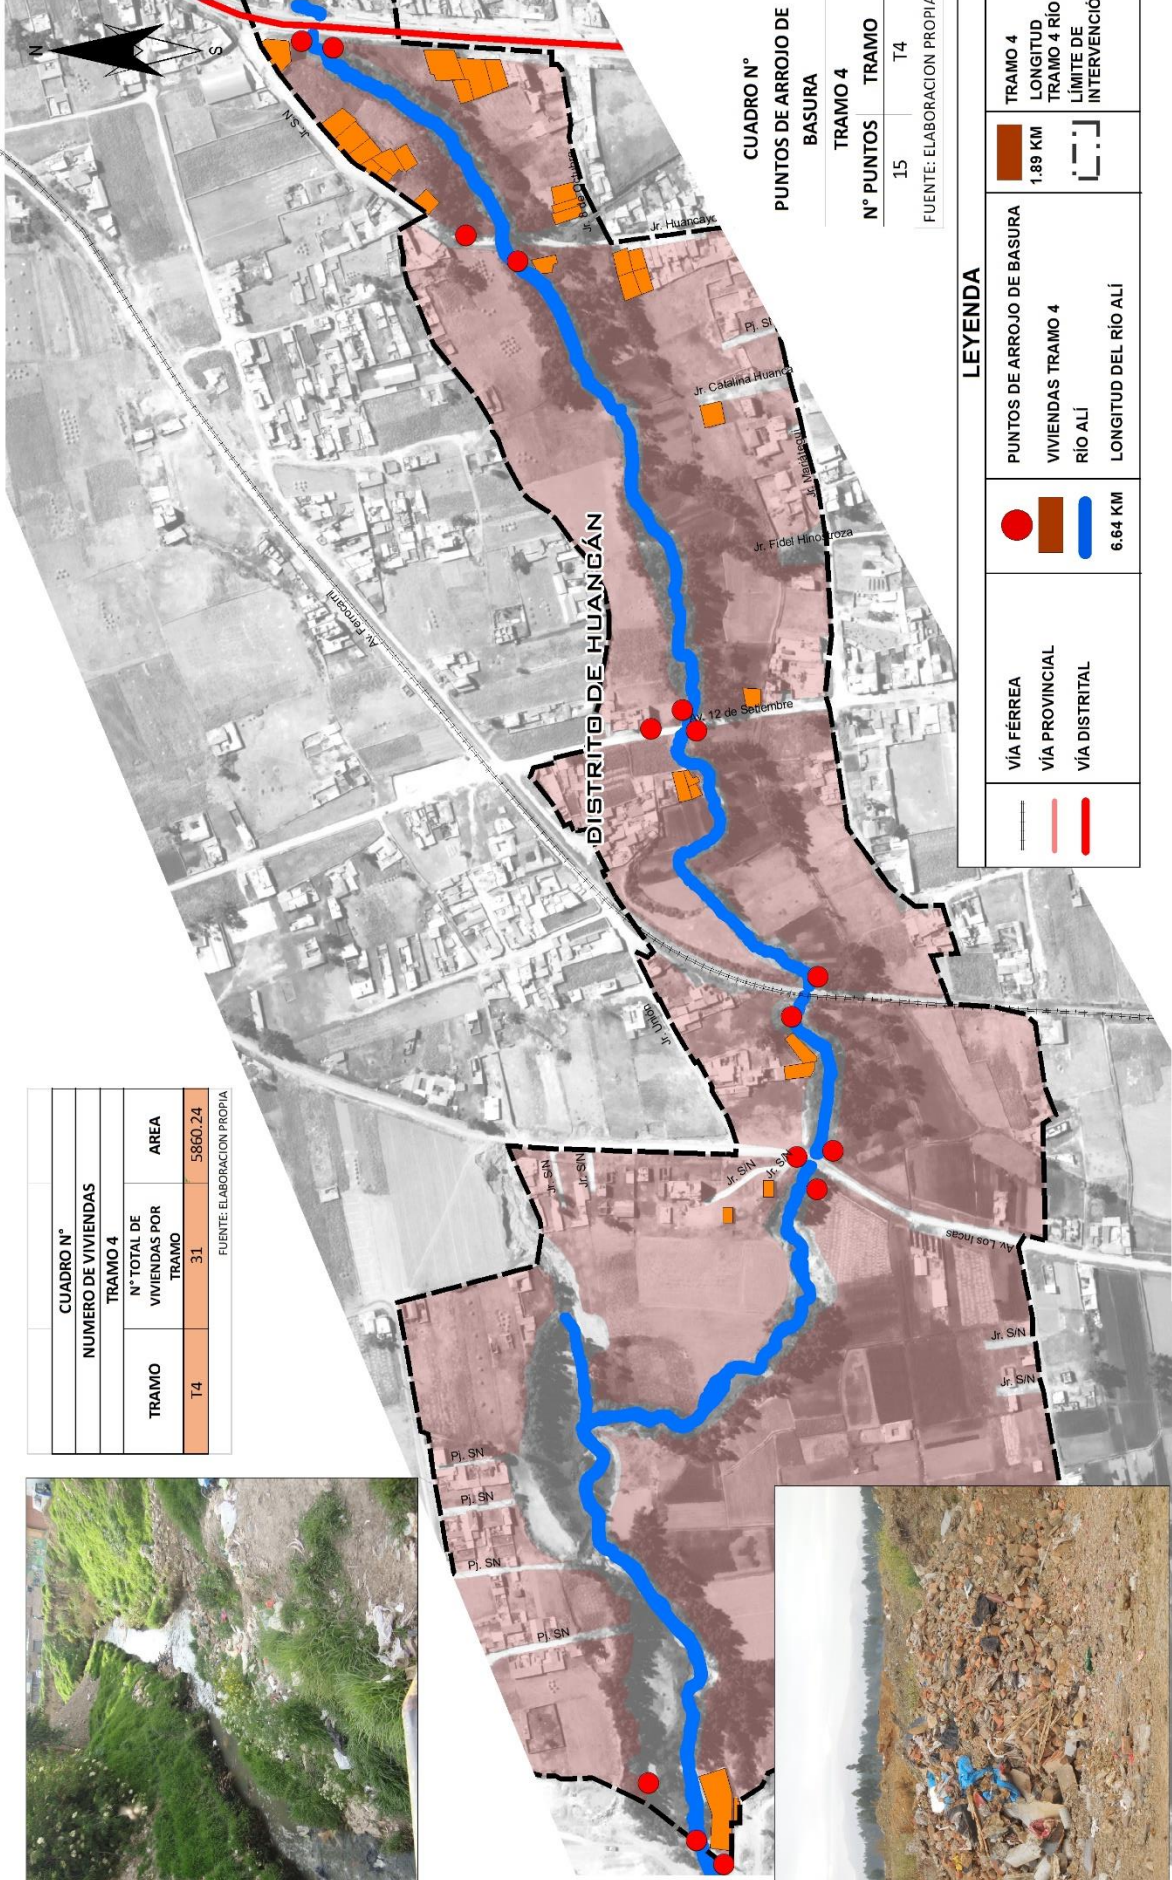 CUADRO N°
NUMERO DE VIVIENDAS
TRAMO 4
TRAMO
N° TOTAL DE
VIVIENDAS POR
TRAMO
AREA
T4
31
5860.24
FUENTE: ELABORACION PROPIA
CUADRO N°
PUNTOS DE ARROJO DE
BASURA
TRAMO 4
N° PUNTOS
TRAMO
15
T4
FUENTE: ELABORACION PROPIA
N
S
DISTRITO DE HUANCÁN
Av. Ferrocarril
Jr. Unión
Jr. S/N
Jr. S/N
Jr. S/N
Jr. S/N
Av. Los Incas
Jr. S/N
Jr. S/N
Pj. SN
Pj. SN
Pj. SN
Pj. SN
Av. 12 de Setiembre
Jr. Fidel Hinostroza
Jr. Mariategui
Jr. Catalina Huanca
Pj. S/
Jr. Huancayo
Jr. 8 de Octubre
Jr. S/N
LEYENDA
VÍA FÉRREA
VÍA PROVINCIAL
VÍA DISTRITAL
PUNTOS DE ARROJO DE BASURA
VIVIENDAS TRAMO 4
RÍO ALÍ
6.64 KM
LONGITUD DEL RÍO ALÍ
TRAMO 4
1.89 KM
LONGITUD
TRAMO 4 RÍO
LÍMITE DE
INTERVENCIÓ